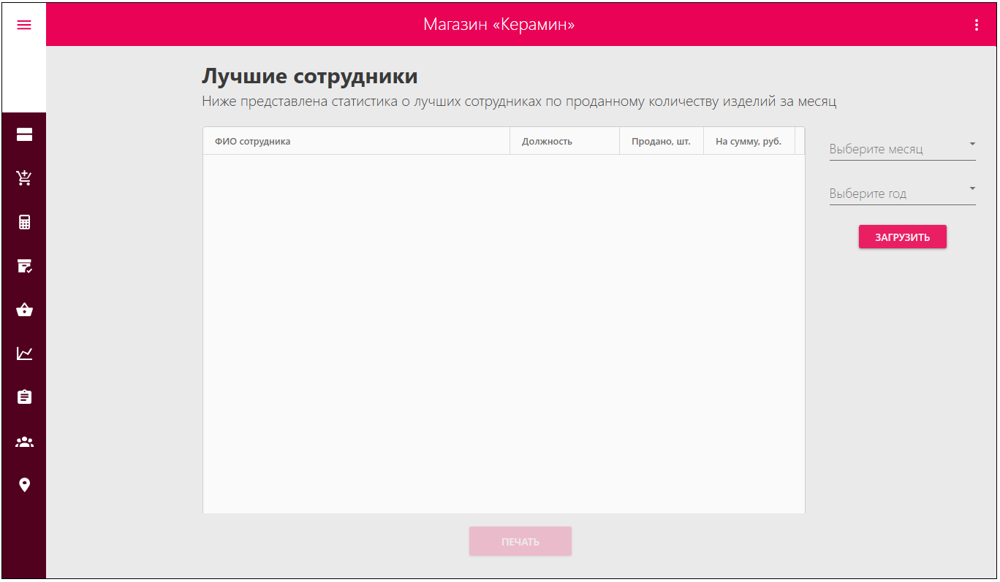 Магазин «Керамин»
Лучшие сотрудники
Ниже представлена статистика о лучших сотрудниках по проданному количеству изделий за месяц
ФИО сотрудника Должность Продано, шт. На сумму, руб.
Выберите месяц
Выберите год
ЗАГРУЗИТЬ
ПЕЧАТЬ